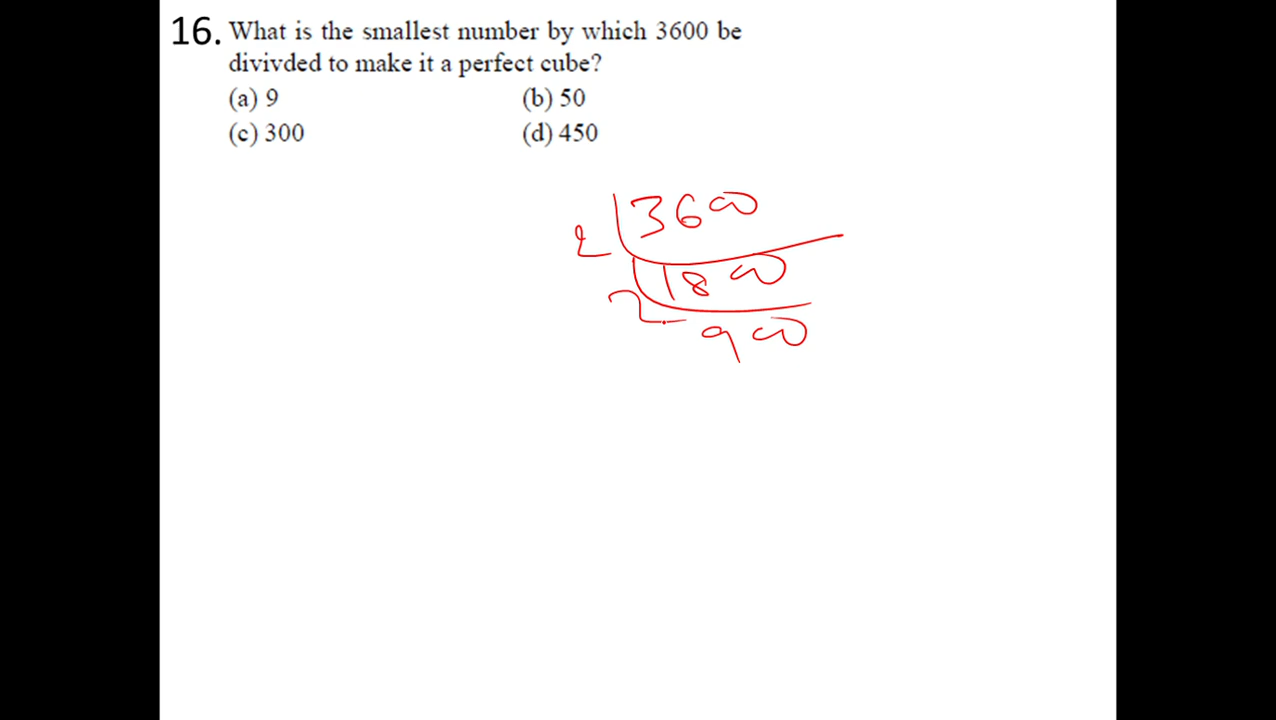 16. What is the smallest number by which 3600 be
divivded to make it a perfect cube?
(a) 9 (b) 50
(c) 300 (d) 450
2 3600
2 1800
900